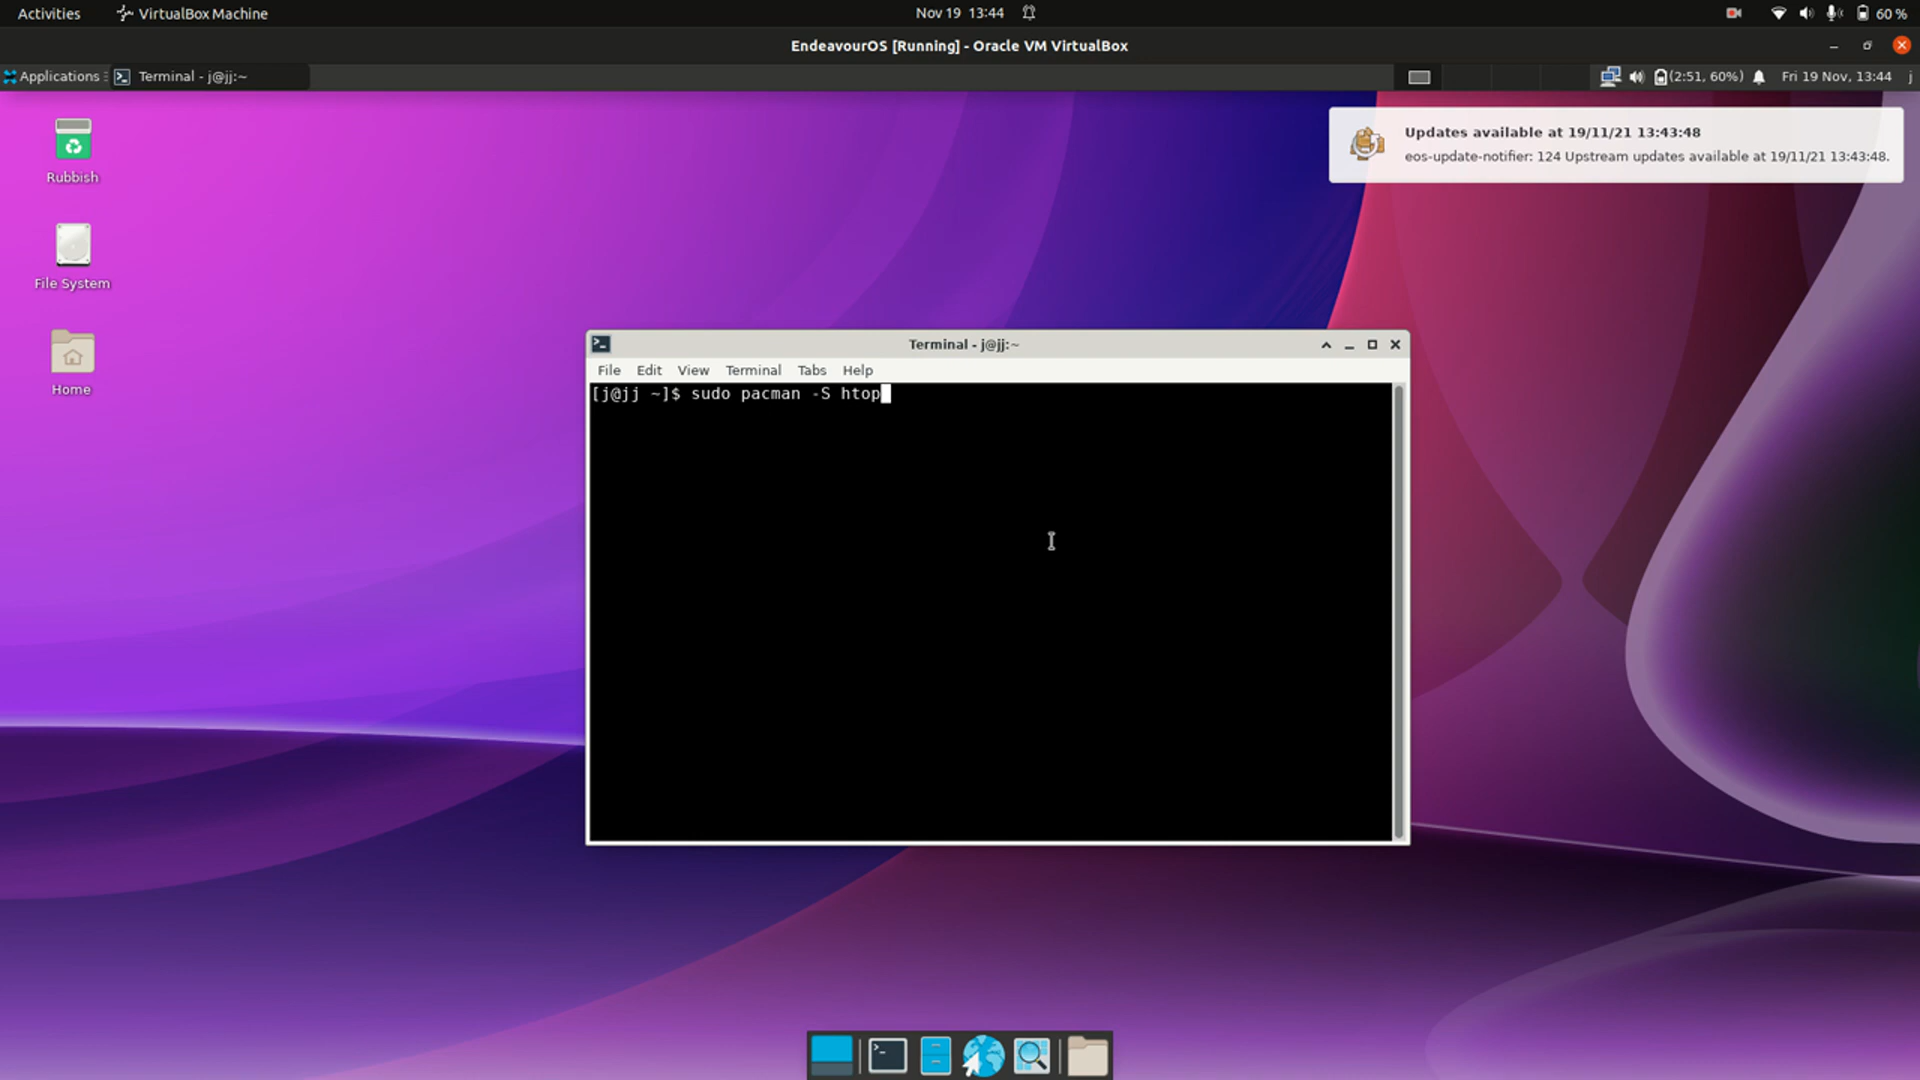 Activities
VirtualBox Machine
Nov 19 13:44
60 %
EndeavourOS [Running] - Oracle VM VirtualBox
Applications
Terminal - j@jj:~
(2:51, 60%)
Fri 19 Nov, 13:44
j
Rubbish
File System
Home
Updates available at 19/11/21 13:43:48
eos-update-notifier: 124 Upstream updates available at 19/11/21 13:43:48.
Terminal - j@jj:~
File Edit View Terminal Tabs Help
[j@jj ~]$ sudo pacman -S htop